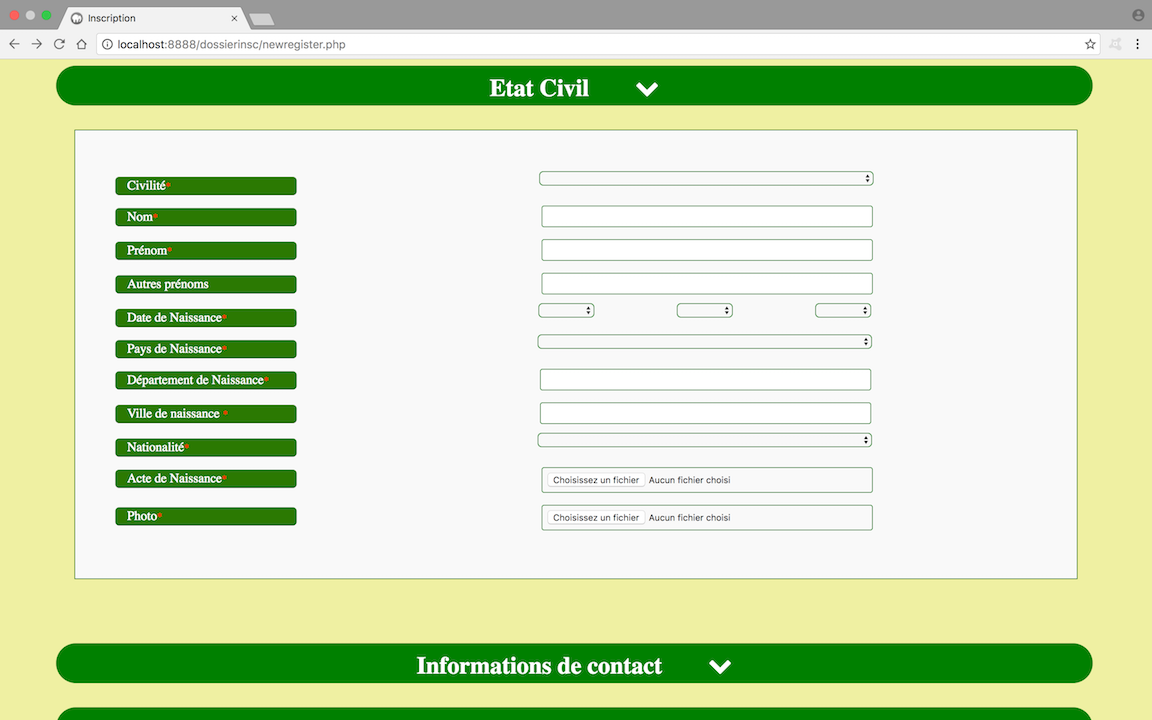 Inscription
localhost:8888/dossierinsc/newregister.php
Etat Civil
Civilité*
Nom*
Prénom*
Autres prénoms
Date de Naissance*
Pays de Naissance*
Département de Naissance*
Ville de naissance *
Nationalité*
Acte de Naissance* Choisissez un fichier Aucun fichier choisi
Photo* Choisissez un fichier Aucun fichier choisi
Informations de contact